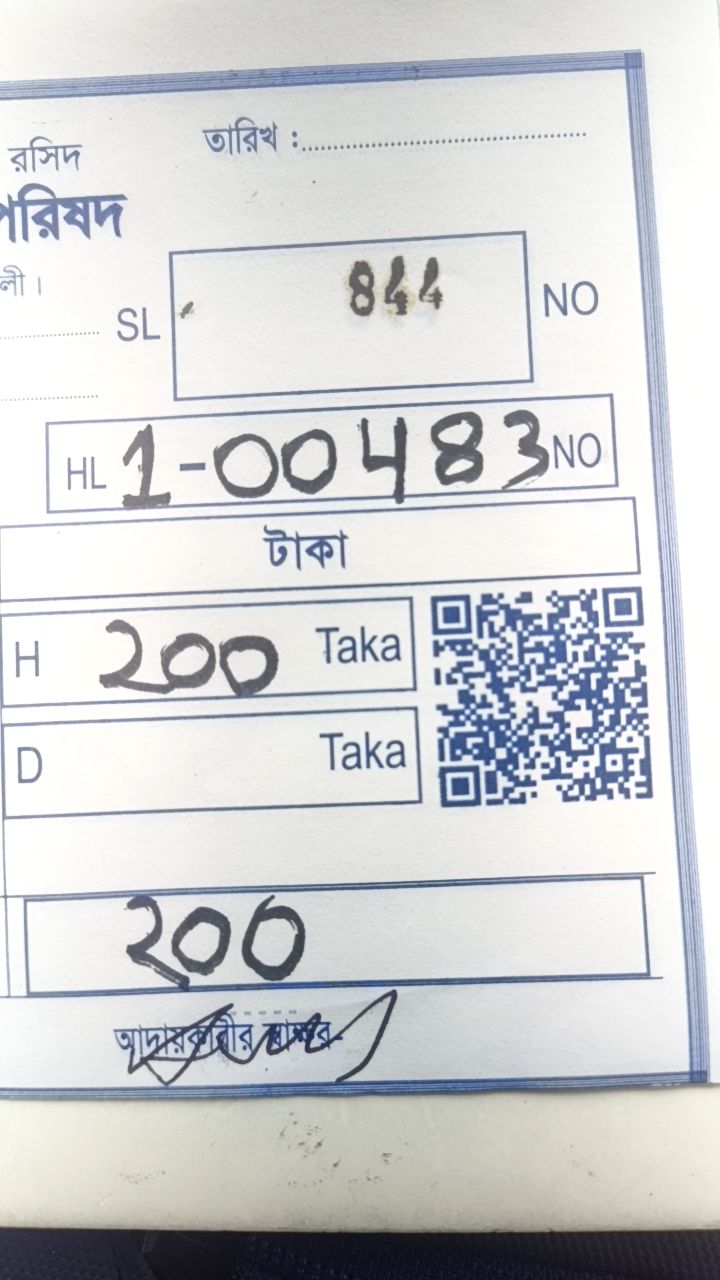 রসিদ
তারিখ :
পরিষদ
লী।
SL 844 NO
HL 1-00483 NO
টাকা
H 200 Taka
D Taka
200
আদায়কারীর স্বাক্ষর